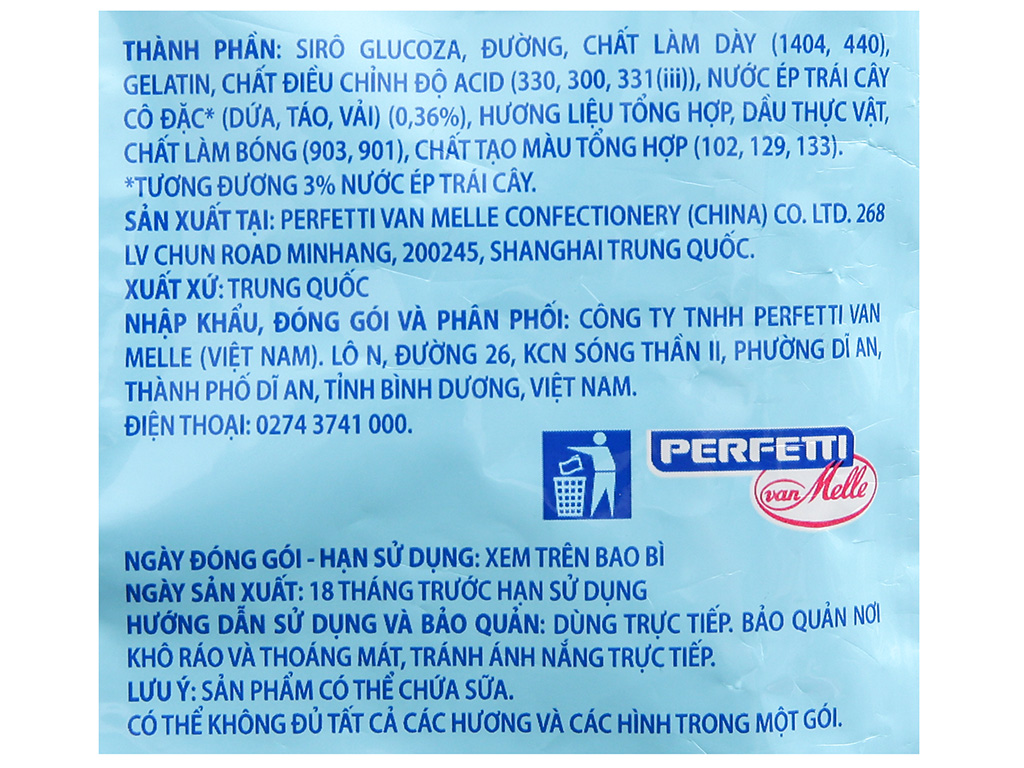 THÀNH PHẦN: SIRÔ GLUCOZA, ĐƯỜNG, CHẤT LÀM DÀY (1404, 440),
GELATIN, CHẤT ĐIỀU CHỈNH ĐỘ ACID (330, 300, 331(iii)), NƯỚC ÉP TRÁI CÂY
CÔ ĐẶC* (DỨA, TÁO, VẢI) (0,36%), HƯƠNG LIỆU TỔNG HỢP, DẦU THỰC VẬT,
CHẤT LÀM BÓNG (903, 901), CHẤT TẠO MÀU TỔNG HỢP (102, 129, 133).
*TƯƠNG ĐƯƠNG 3% NƯỚC ÉP TRÁI CÂY.
SẢN XUẤT TẠI: PERFETTI VAN MELLE CONFECTIONERY (CHINA) CO. LTD. 268
LV CHUN ROAD MINHANG, 200245, SHANGHAI TRUNG QUỐC.
XUẤT XỨ: TRUNG QUỐC
NHẬP KHẨU, ĐÓNG GÓI VÀ PHÂN PHỐI: CÔNG TY TNHH PERFETTI VAN
MELLE (VIỆT NAM). LÔ N, ĐƯỜNG 26, KCN SÓNG THẦN II, PHƯỜNG DĨ AN,
THÀNH PHỐ DĨ AN, TỈNH BÌNH DƯƠNG, VIỆT NAM.
ĐIỆN THOẠI: 0274 3741 000.
PERFETTI
van Melle
NGÀY ĐÓNG GÓI - HẠN SỬ DỤNG: XEM TRÊN BAO BÌ
NGÀY SẢN XUẤT: 18 THÁNG TRƯỚC HẠN SỬ DỤNG
HƯỚNG DẪN SỬ DỤNG VÀ BẢO QUẢN: DÙNG TRỰC TIẾP. BẢO QUẢN NƠI
KHÔ RÁO VÀ THOÁNG MÁT, TRÁNH ÁNH NẮNG TRỰC TIẾP.
LƯU Ý: SẢN PHẨM CÓ THỂ CHỨA SỮA.
CÓ THỂ KHÔNG ĐỦ TẤT CẢ CÁC HƯƠNG VÀ CÁC HÌNH TRONG MỘT GÓI.